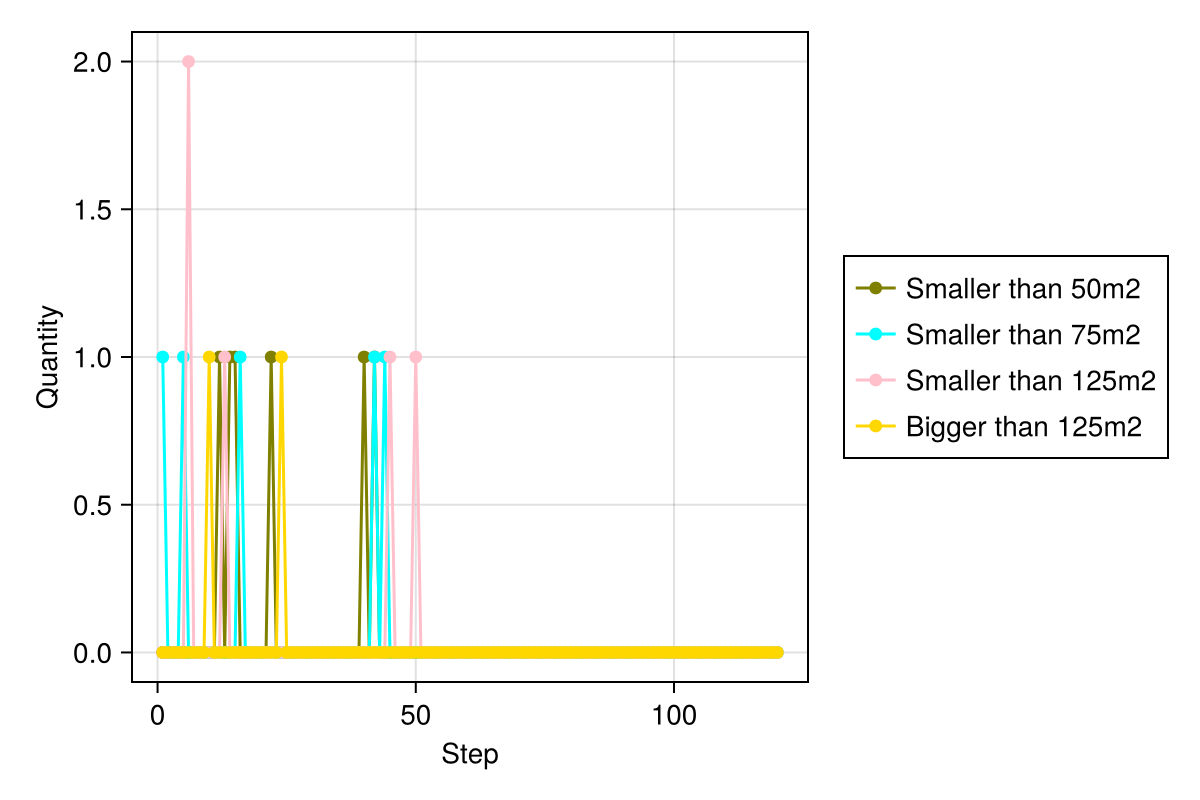 2.0
1.5
1.0
0.5
0.0
Quantity
0
50
100
Step
Smaller than 50m2
Smaller than 75m2
Smaller than 125m2
Bigger than 125m2